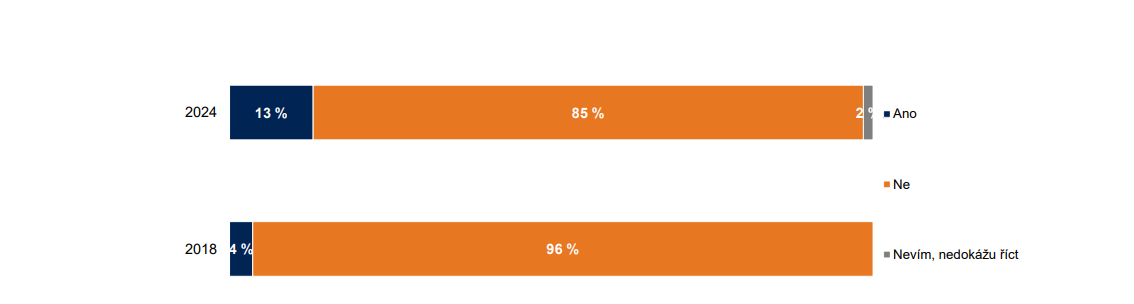 2024
13 %
85 %
2 %
Ano
Ne
2018
4 %
96 %
Nevím, nedokážu říct